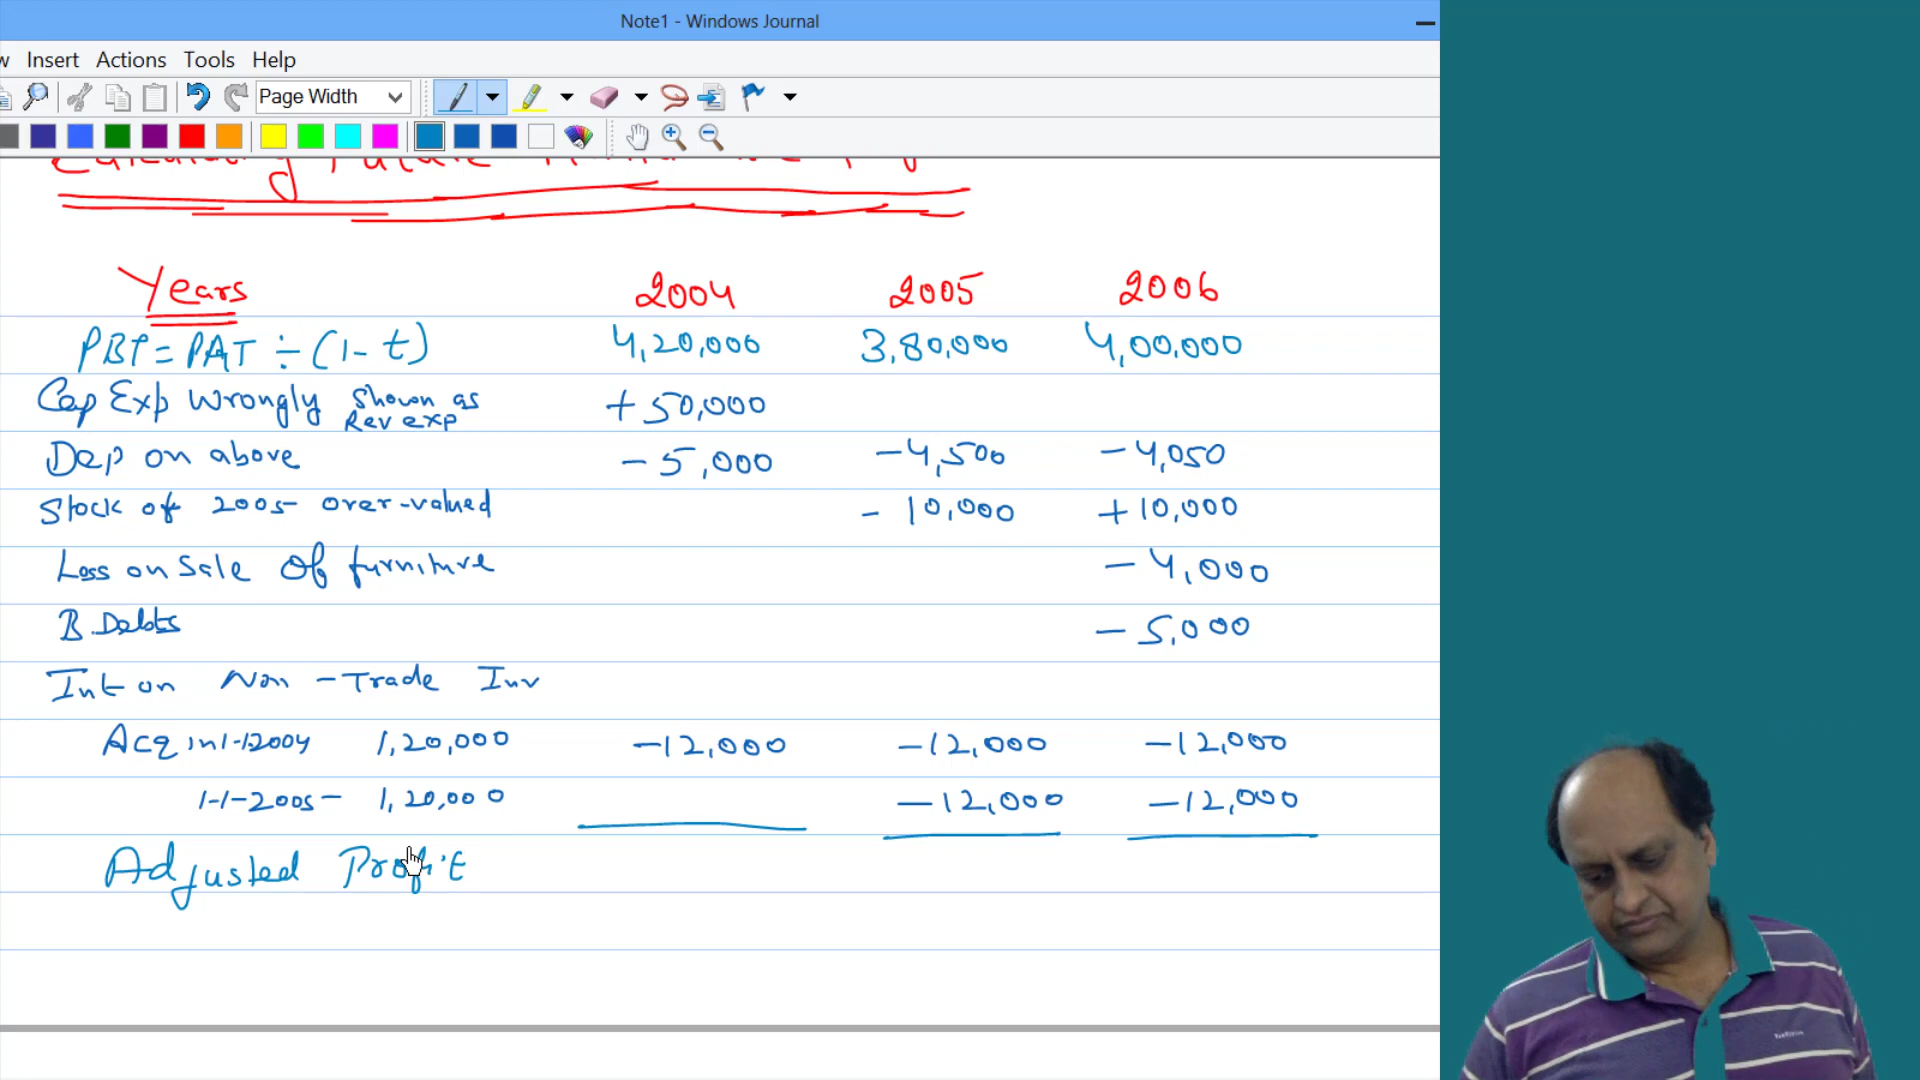 Note1 - Windows Journal
Insert Actions Tools Help
Page Width
Years 2004 2005 2006
PBT = PAT ÷ (1 - t) 4,20,000 3,80,000 4,00,000
Cap Exp Wrongly Shown as Rev exp + 50,000
Dep on above - 5,000 - 4,500 - 4,050
Stock of 2005 over-valued - 10,000 + 10,000
Loss on Sale Of furniture - 4,000
B.Debts - 5,000
Int on Non - Trade Inv
Acq in 1-1-2004 1,20,000 - 12,000 - 12,000 - 12,000
1-1-2005 - 1,20,000 - 12,000 - 12,000
Adjusted Profit